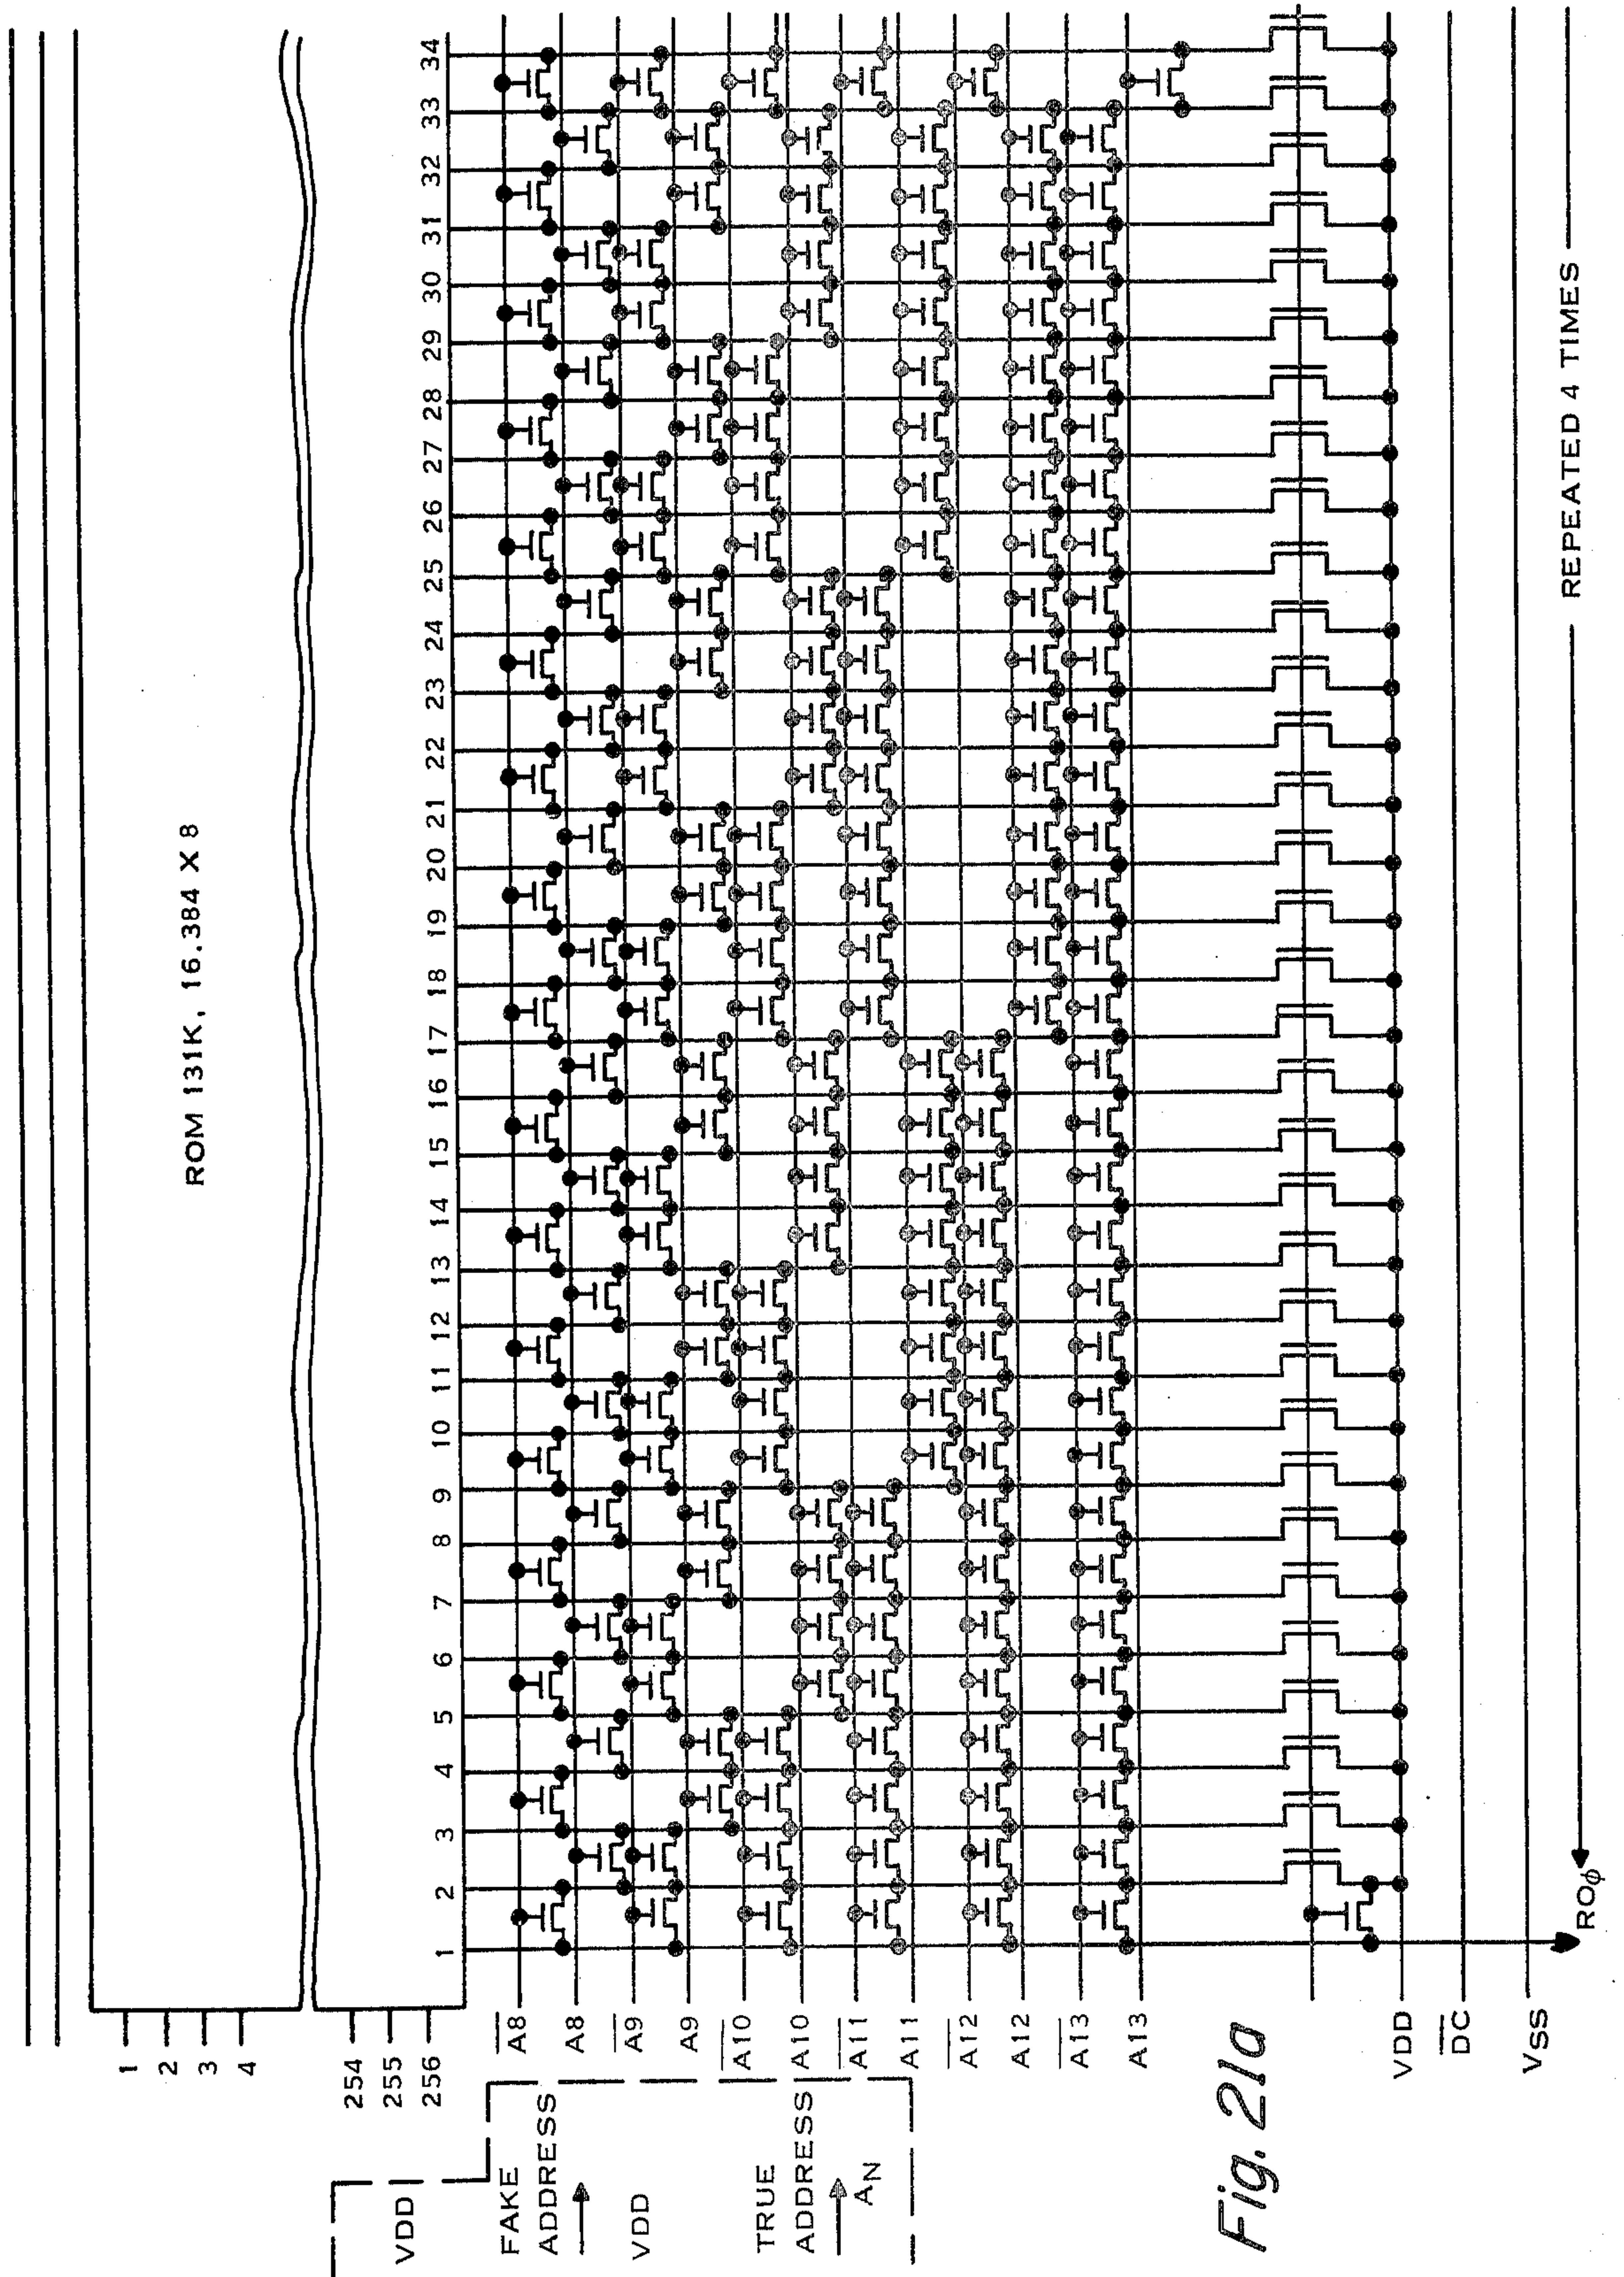 ROM 131K, 16.384 X 8
1
2
3
4
254
255
256
1 2 3 4 5 6 7 8 9 10 11 12 13 14 15 16 17 18 19 20 21 22 23 24 25 26 27 28 29 30 31 32 33 34
A8
A8
A9
A9
A10
A10
A11
A11
A12
A12
A13
A13
VDD
DC
VSS
VDD
FAKE
ADDRESS
VDD
TRUE
ADDRESS
AN
ROϕ
REPEATED 4 TIMES
Fig. 21a